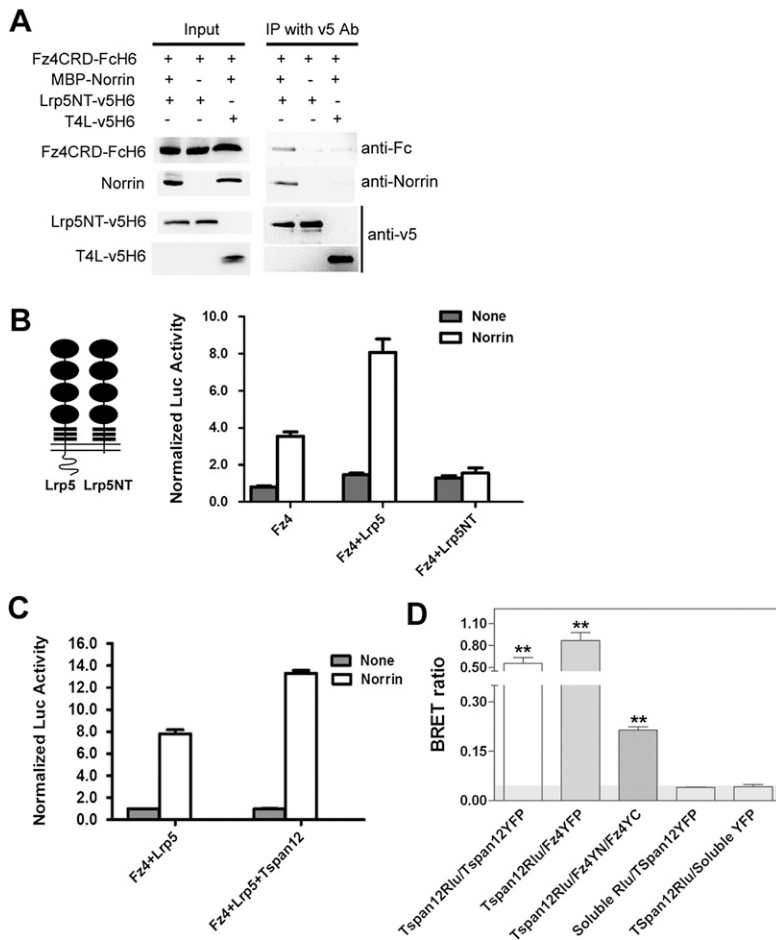 A
Input
IP with v5 Ab
Fz4CRD-FcH6 + + + + + +
MBP-Norrin + - + + - +
Lrp5NT-v5H6 + + - + + -
T4L-v5H6 - - + - - +
Fz4CRD-FcH6
anti-Fc
Norrin
anti-Norrin
Lrp5NT-v5H6
anti-v5
T4L-v5H6
B
Lrp5 Lrp5NT
Normalized Luc Activity
10.0
8.0
6.0
4.0
2.0
0.0
None
Norrin
Fz4
Fz4+Lrp5
Fz4+Lrp5NT
C
Normalized Luc Activity
16.0
14.0
12.0
10.0
8.0
6.0
4.0
2.0
0.0
None
Norrin
Fz4+Lrp5
Fz4+Lrp5+Tspan12
D
BRET ratio
1.10
0.80
0.50
0.30
0.15
0.00
**
**
**
Tspan12Rlu/Tspan12YFP
Tspan12Rlu/Fz4YFP
Tspan12Rlu/Fz4YN/Fz4YC
Soluble Rlu/TSpan12YFP
TSpan12Rlu/Soluble YFP